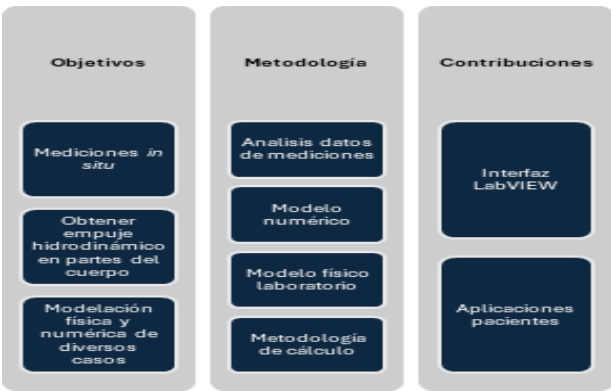 Objetivos
Mediciones in
situ
Obtener
empuje
hidrodinámico
en partes del
cuerpo
Modelación
física y
numérica de
diversos
casos
Metodología
Analisis datos
de mediciones
Modelo
numérico
Modelo físico
laboratorio
Metodología
de cálculo
Contribuciones
Interfaz
LabVIEW
Aplicaciones
pacientes